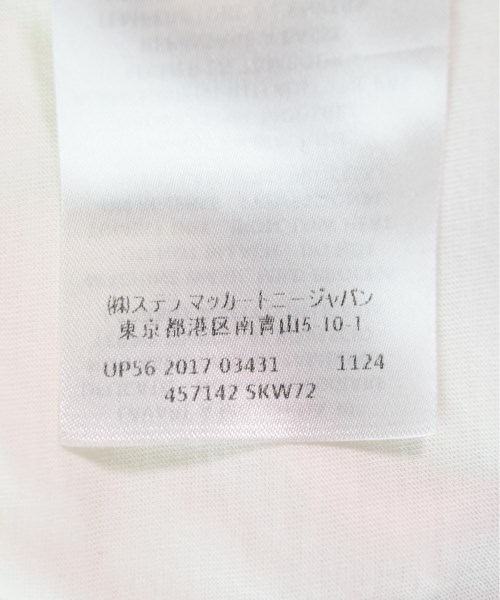 (株)ステラマッカートニージャパン
東京都港区南青山5 10-1
UP56 2017 03431 1124
457142 SKW72